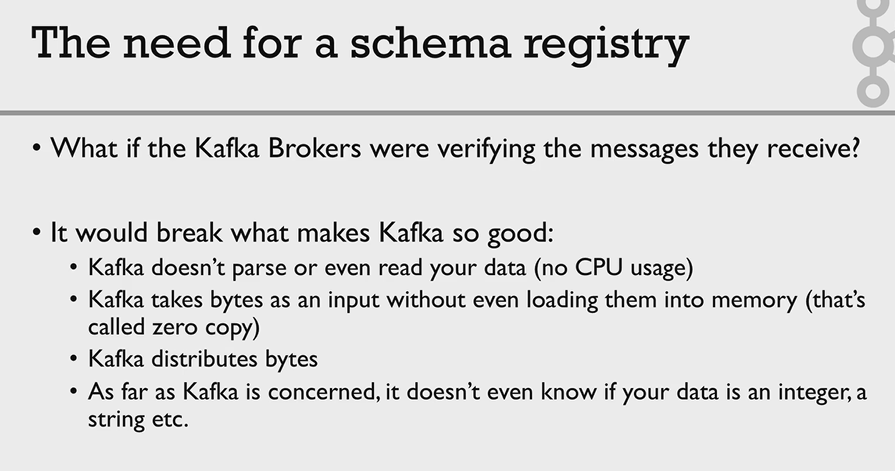 The need for a schema registry
• What if the Kafka Brokers were verifying the messages they receive?
• It would break what makes Kafka so good:
• Kafka doesn't parse or even read your data (no CPU usage)
• Kafka takes bytes as an input without even loading them into memory (that's
called zero copy)
• Kafka distributes bytes
• As far as Kafka is concerned, it doesn't even know if your data is an integer, a
string etc.